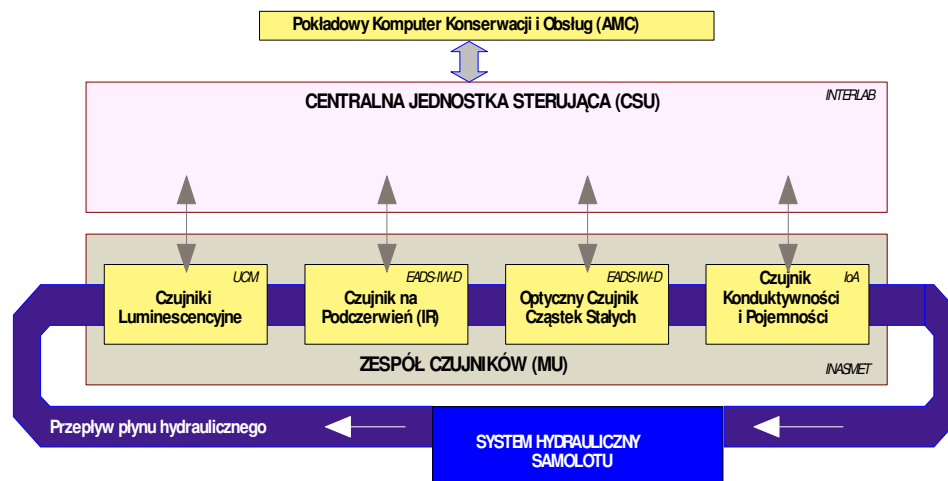 Pokładowy Komputer Konserwacji i Obsług (AMC)
CENTRALNA JEDNOSTKA STERUJĄCA (CSU)
INTERLAB
UCM
Czujniki
Luminescencyjne
EADS-IW-D
Czujnik na
Podczerwień (IR)
EADS-IW-D
Optyczny Czujnik
Cząstek Stałych
IoA
Czujnik
Konduktywności
i Pojemności
ZESPÓŁ CZUJNIKÓW (MU)
INASMET
Przepływ płynu hydraulicznego
SYSTEM HYDRAULICZNY
SAMOLOTU